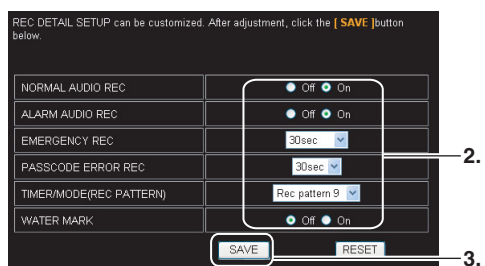 REC DETAIL SETUP can be customized. After adjustment, click the [ SAVE ]button
below.
NORMAL AUDIO REC Off On
ALARM AUDIO REC Off On
EMERGENCY REC 30sec
2.
PASSCODE ERROR REC 30sec
TIMER/MODE(REC PATTERN) Rec pattern 9
WATER MARK Off On
SAVE RESET
3.